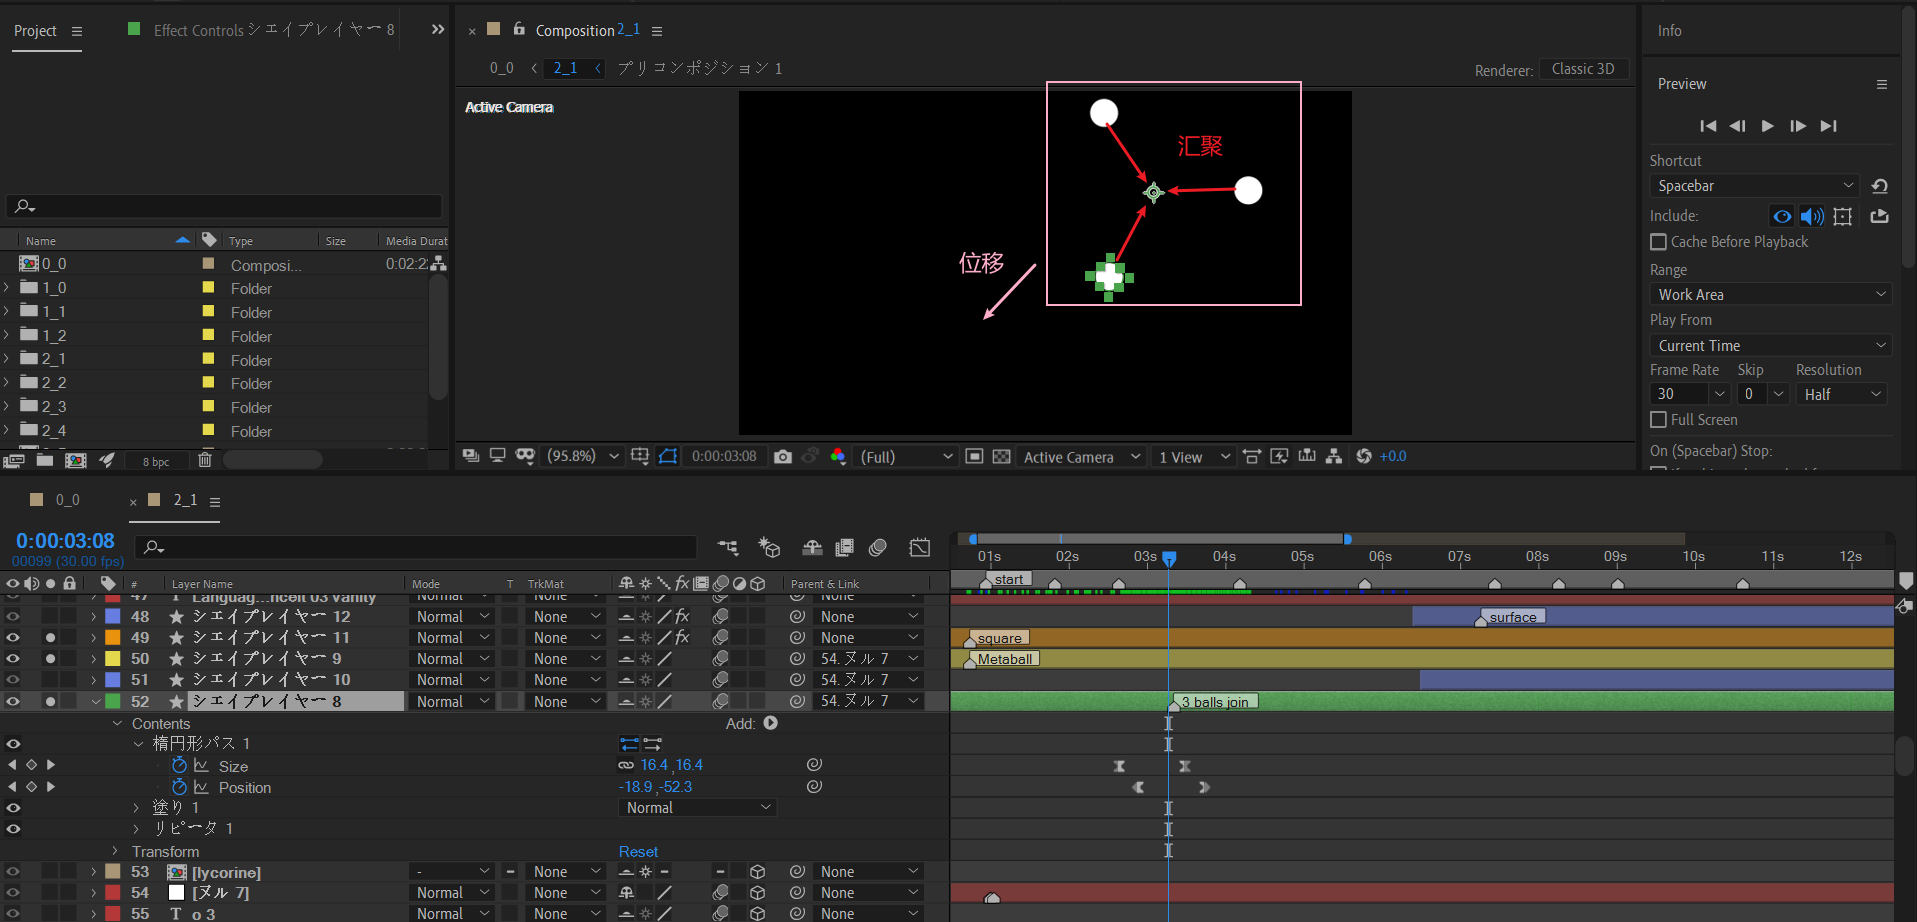 Project
Effect Controls シエイプレイヤー 8
Composition 2_1
Info
0_0
2_1
プリコンポジション 1
Renderer:
Classic 3D
Preview
Active Camera
汇聚
位移
Shortcut
Spacebar
Include:
Cache Before Playback
Range
Work Area
Play From
Current Time
Frame Rate
Skip
Resolution
30
0
Half
Full Screen
On (Spacebar) Stop:
Name
Type
Size
Media Durat
0_0
Composi...
0:02:2
1_0
Folder
1_1
Folder
1_2
Folder
2_1
Folder
2_2
Folder
2_3
Folder
2_4
Folder
8 bpc
(95.8%)
0:00:03:08
(Full)
Active Camera
1 View
+0.0
0_0
2_1
0:00:03:08
00099 (30.00 fps)
01s
02s
03s
04s
05s
06s
07s
08s
09s
10s
11s
12s
#
Layer Name
Mode
T
TrkMat
fx
Parent & Link
start
47
T
Languag...nceit 03 vanity
Normal
None
None
48
シエイプレイヤー 12
Normal
None
fx
None
surface
49
シエイプレイヤー 11
Normal
None
fx
None
square
50
シエイプレイヤー 9
Normal
None
54. ヌル 7
Metaball
51
シエイプレイヤー 10
Normal
None
54. ヌル 7
52
シエイプレイヤー 8
Normal
None
54. ヌル 7
3 balls join
Contents
Add:
楕円形パス 1
Size
16.4 ,16.4
Position
-18.9 ,-52.3
塗り 1
Normal
リピータ 1
Transform
Reset
53
[lycorine]
-
None
None
54
[ヌル 7]
Normal
None
None
55
T
o 3
Normal
None
None